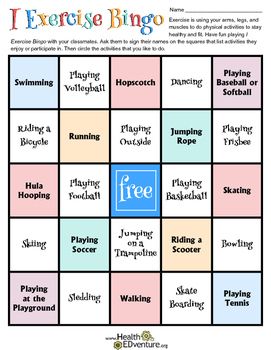 I Exercise Bingo
Name
Exercise is using your arms, legs, and
muscles to do physical activities to stay
healthy and fit. Have fun playing I
Exercise Bingo with your classmates. Ask them to sign their names on the squares that list activities they
enjoy or participate in. Then circle the activities that you like to do.
Swimming
Playing
Volleyball
Hopscotch
Dancing
Playing
Baseball or
Softball
Riding a
Bicycle
Running
Playing
Outside
Jumping
Rope
Playing
Frisbee
Hula
Hooping
Playing
Football
free
Playing
Basketball
Skating
Skiing
Playing
Soccer
Jumping
on a
Trampoline
Riding a
Scooter
Bowling
Playing
at the
Playground
Sledding
Walking
Skate
Boarding
Playing
Tennis
www.HealthEDventure.org